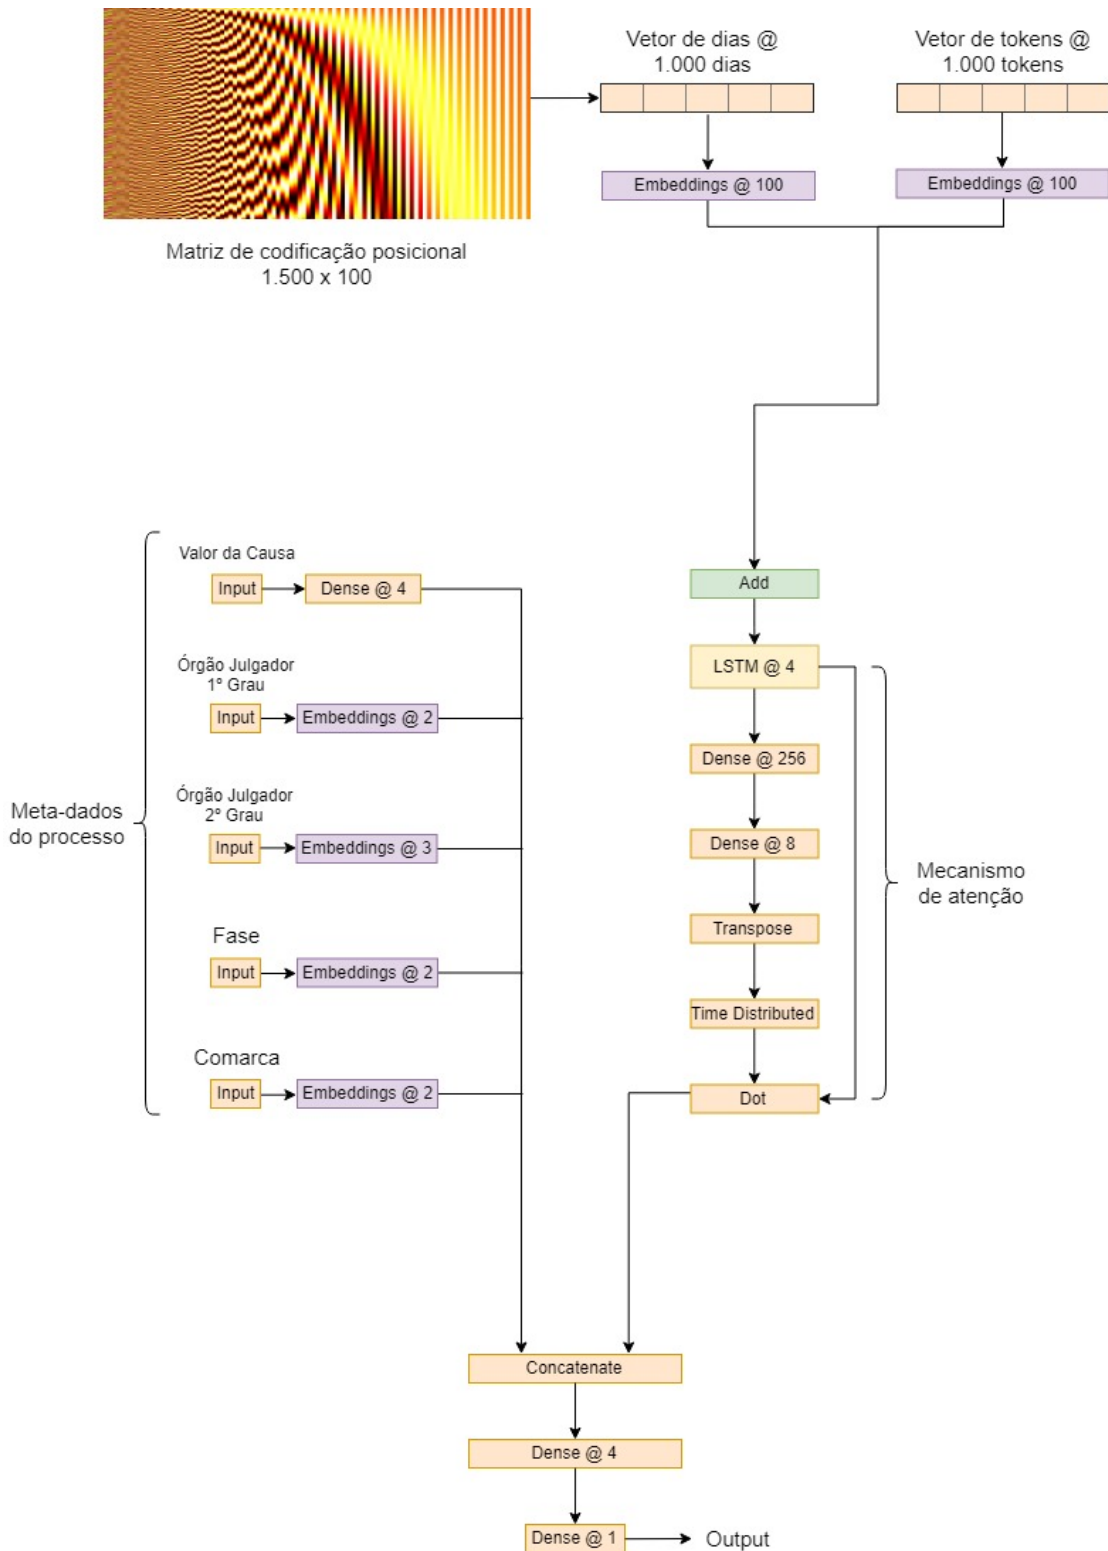 Vetor de dias @
1.000 dias
Vetor de tokens @
1.000 tokens
Embeddings @ 100
Embeddings @ 100
Matriz de codificação posicional
1.500 x 100
Meta-dados
do processo
Valor da Causa
Input
Dense @ 4
Órgão Julgador
1º Grau
Input
Embeddings @ 2
Órgão Julgador
2º Grau
Input
Embeddings @ 3
Fase
Input
Embeddings @ 2
Comarca
Input
Embeddings @ 2
Add
LSTM @ 4
Dense @ 256
Dense @ 8
Transpose
Time Distributed
Dot
Mecanismo
de atenção
Concatenate
Dense @ 4
Dense @ 1
Output